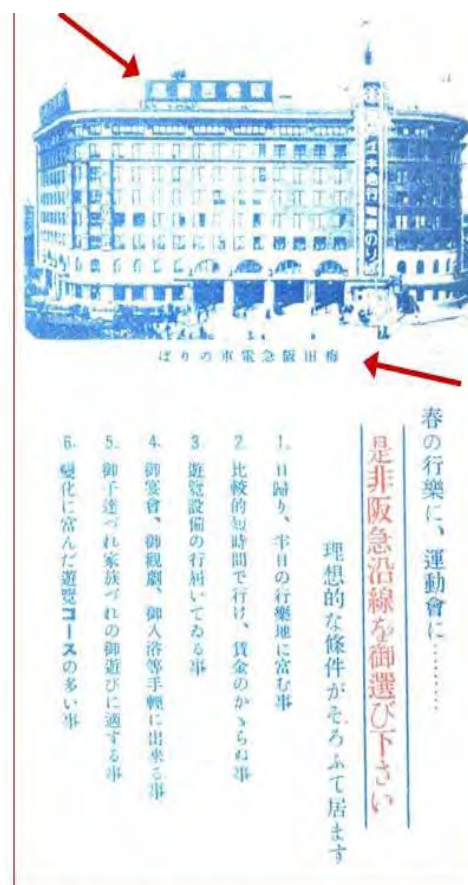 梅田阪急電車のりば
春の行樂に、運動會に………
是非阪急沿線を御選び下さい
理想的な條件がそろふて居ます
1. 日歸り、半日の行樂地に富む事
2. 比較的短時間で行け、賃金のかゝらぬ事
3. 遊覽設備の行届いてゐる事
4. 御宴會、御觀劇、御入浴等手輕に出來る事
5. 御子達づれ家族づれの御遊びに適する事
6. 變化に富んだ遊覽コースの多い事